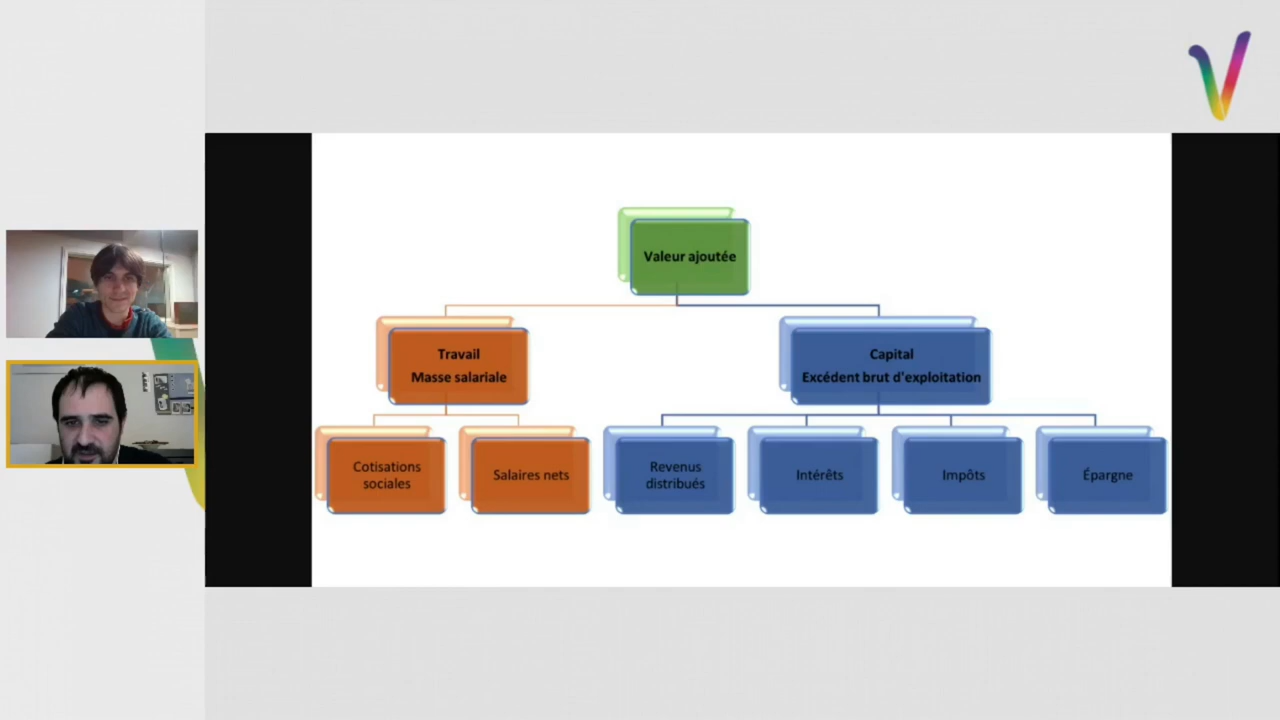 Valeur ajoutée
Travail
Masse salariale
Capital
Excédent brut d'exploitation
Cotisations
sociales
Salaires nets
Revenus
distribués
Intérêts
Impôts
Épargne